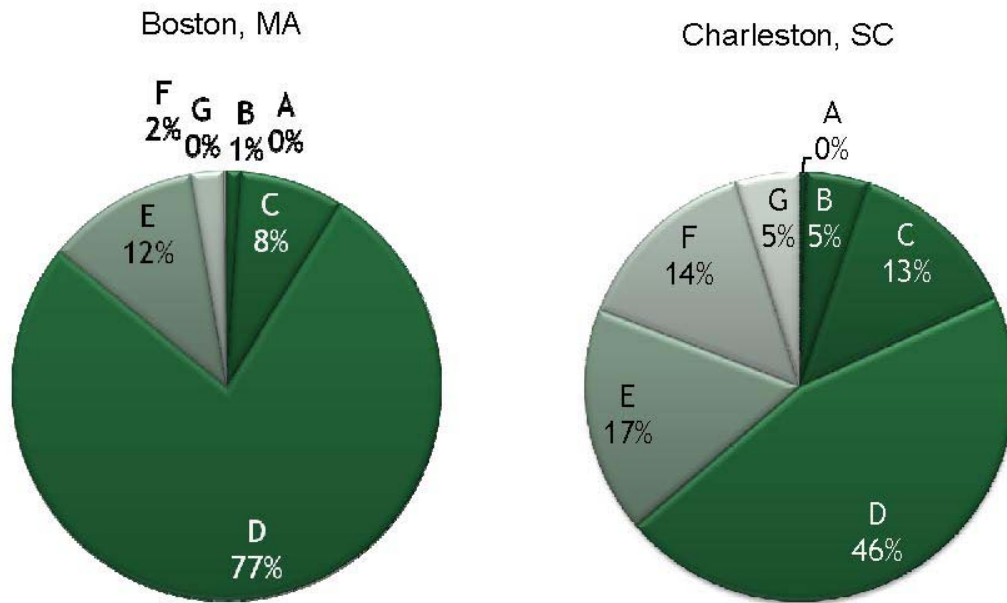 Boston, MA
F
2%
G
0%
B
1%
A
0%
C
8%
E
12%
D
77%
Charleston, SC
A
0%
G
5%
B
5%
C
13%
F
14%
E
17%
D
46%